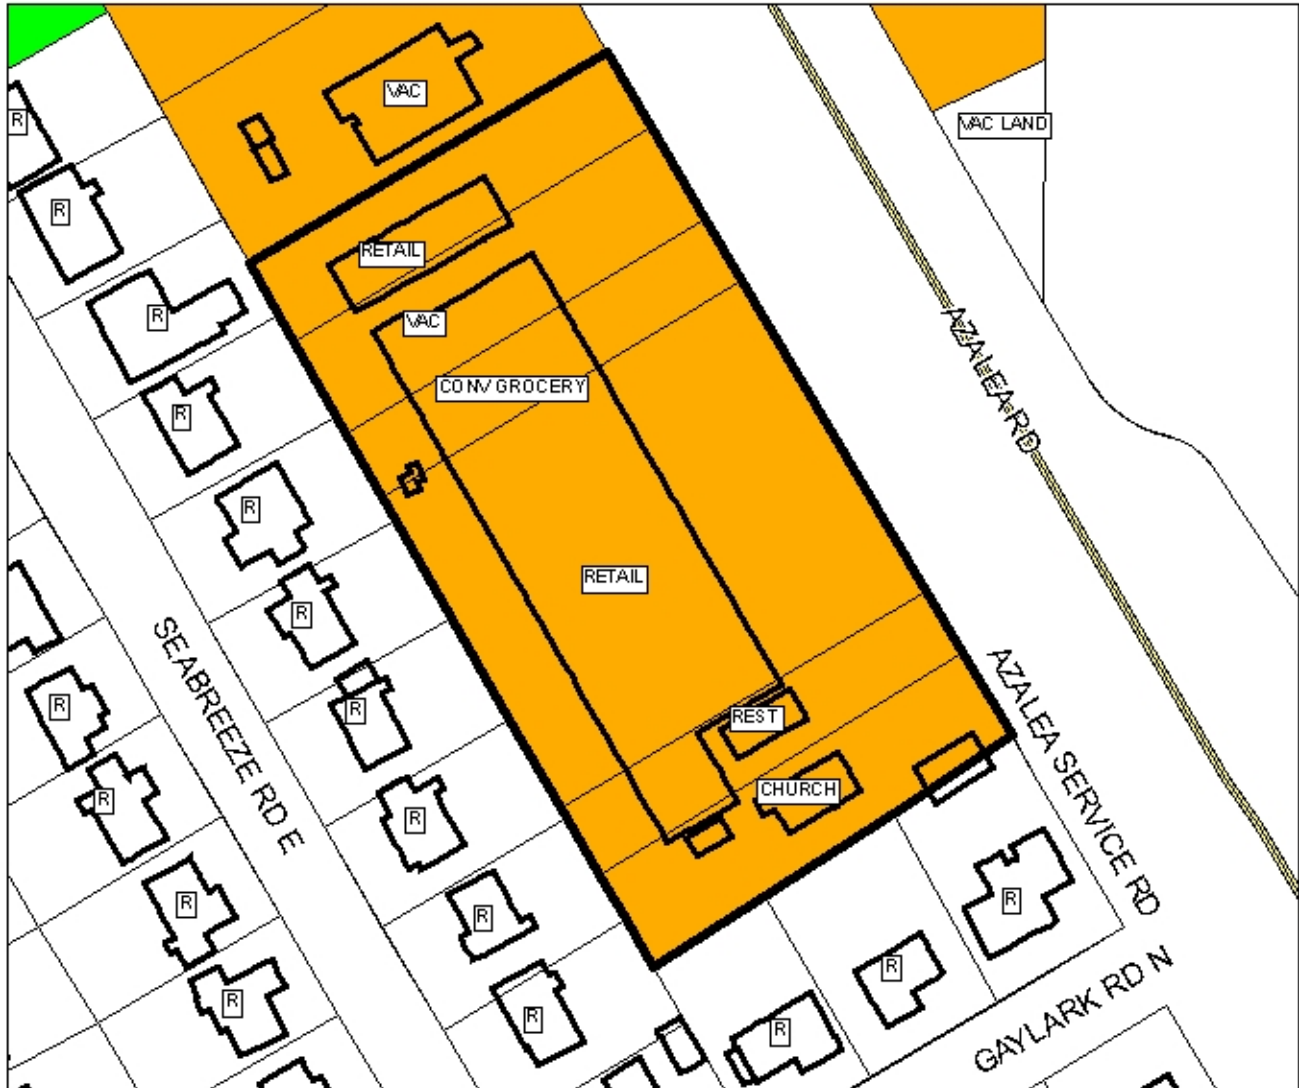 VAC
R
VAC LAND
R
RETAIL
R
VAC
CONV GROCERY
AZALEA RD
R
R
RETAIL
R
R
R
REST
SEABREEZE RD E
AZALEA SERVICE RD
CHURCH
R
R
R
R
R
R
R
R
R
R
GAYLARK RD N